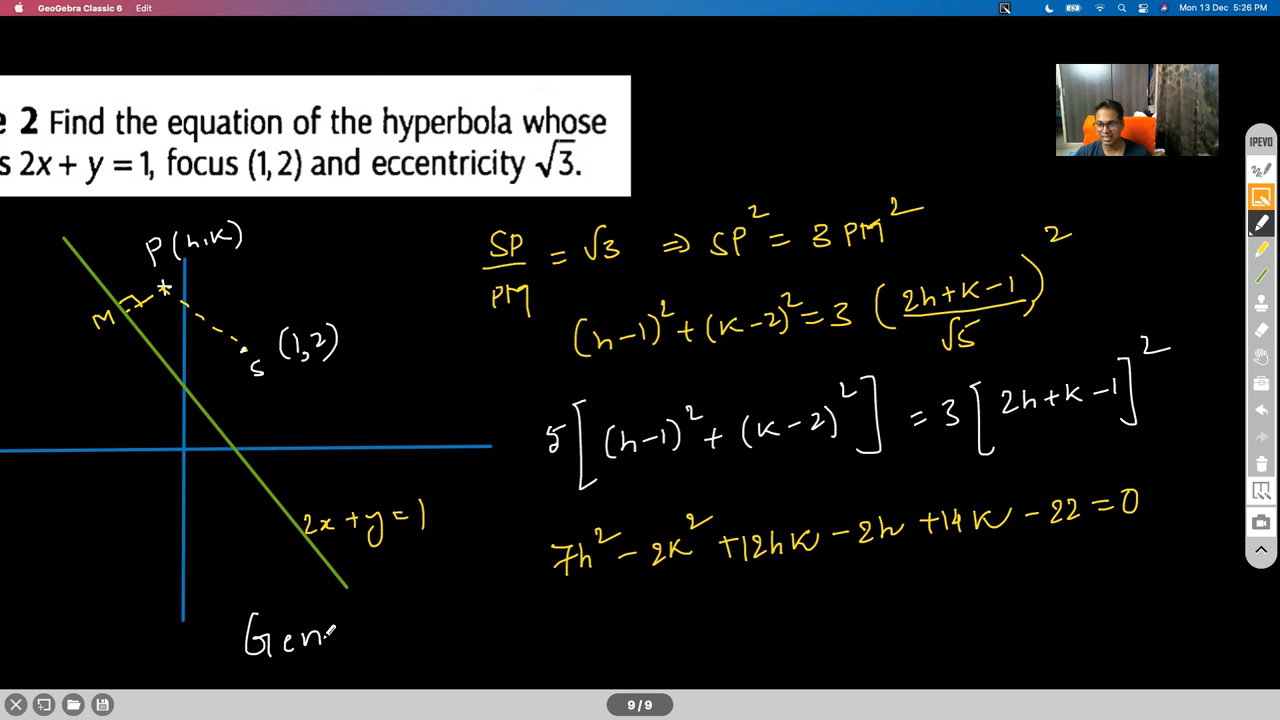 GeoGebra Classic 6 Edit Mon 13 Dec 5:26 PM
2 Find the equation of the hyperbola whose
2x + y = 1, focus (1, 2) and eccentricity √3.
IPEVO
P(h,k)
M
S (1,2)
2x + y = 1
Gen
SP/PM = √3 ⇒ SP² = 3 PM²
(h-1)² + (k-2)² = 3 ((2h+k-1)/√5)²
5[(h-1)² + (k-2)²] = 3[2h+k-1]²
7h² - 2k² + 12hk - 2h + 14k - 22 = 0
9 / 9